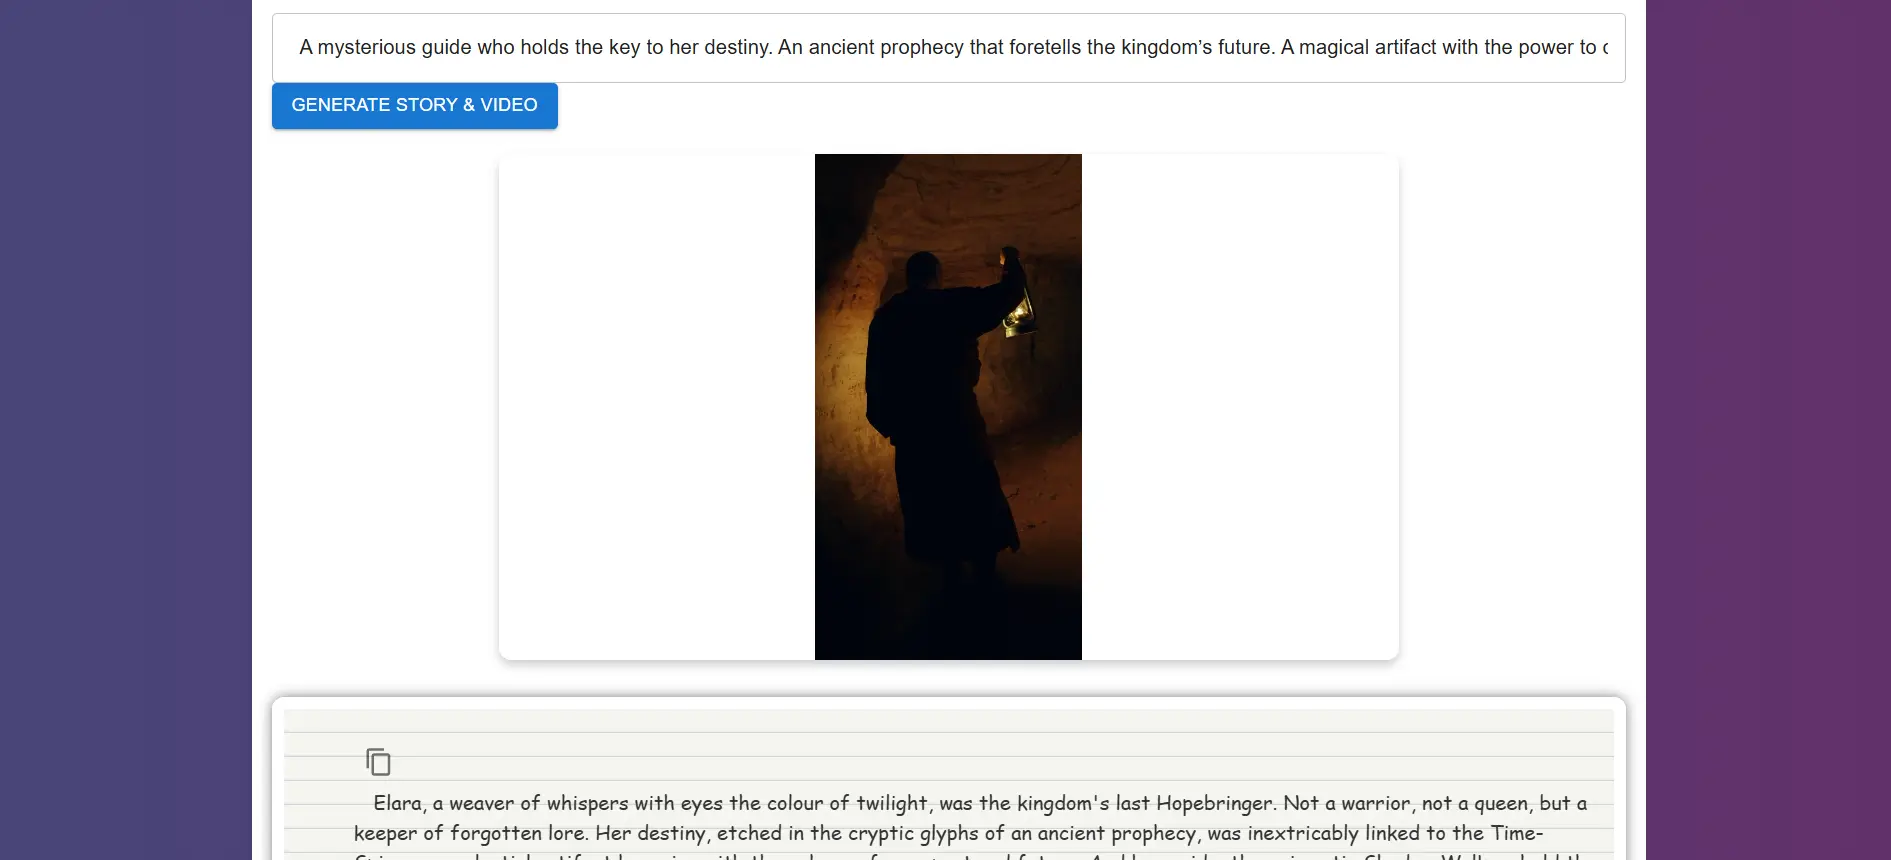 A mysterious guide who holds the key to her destiny. An ancient prophecy that foretells the kingdom’s future. A magical artifact with the power to
GENERATE STORY & VIDEO
Elara, a weaver of whispers with eyes the colour of twilight, was the kingdom's last Hopebringer. Not a warrior, not a queen, but a
keeper of forgotten lore. Her destiny, etched in the cryptic glyphs of an ancient prophecy, was inextricably linked to the Time-